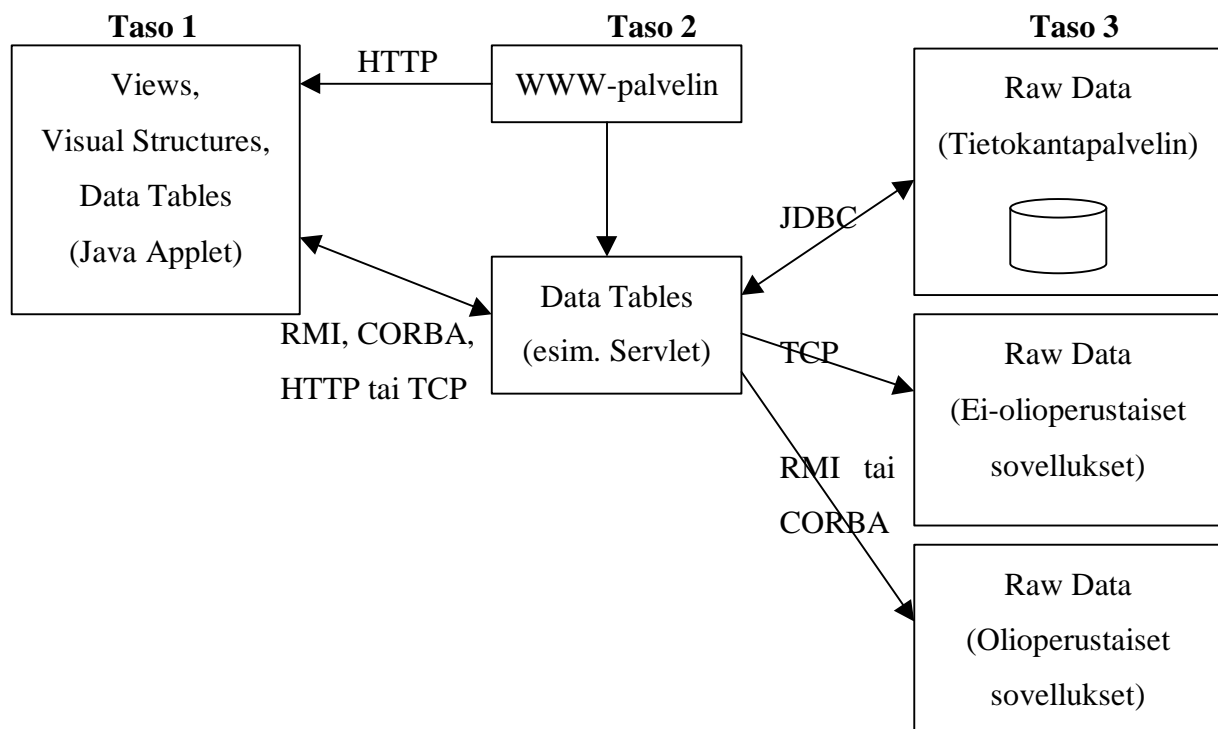 Taso 1
Taso 2
Taso 3
Views,
Visual Structures,
Data Tables
(Java Applet)
HTTP
WWW-palvelin
RMI, CORBA,
HTTP tai TCP
Data Tables
(esim. Servlet)
JDBC
TCP
RMI tai
CORBA
Raw Data
(Tietokantapalvelin)
Raw Data
(Ei-olioperustaiset
sovellukset)
Raw Data
(Olioperustaiset
sovellukset)